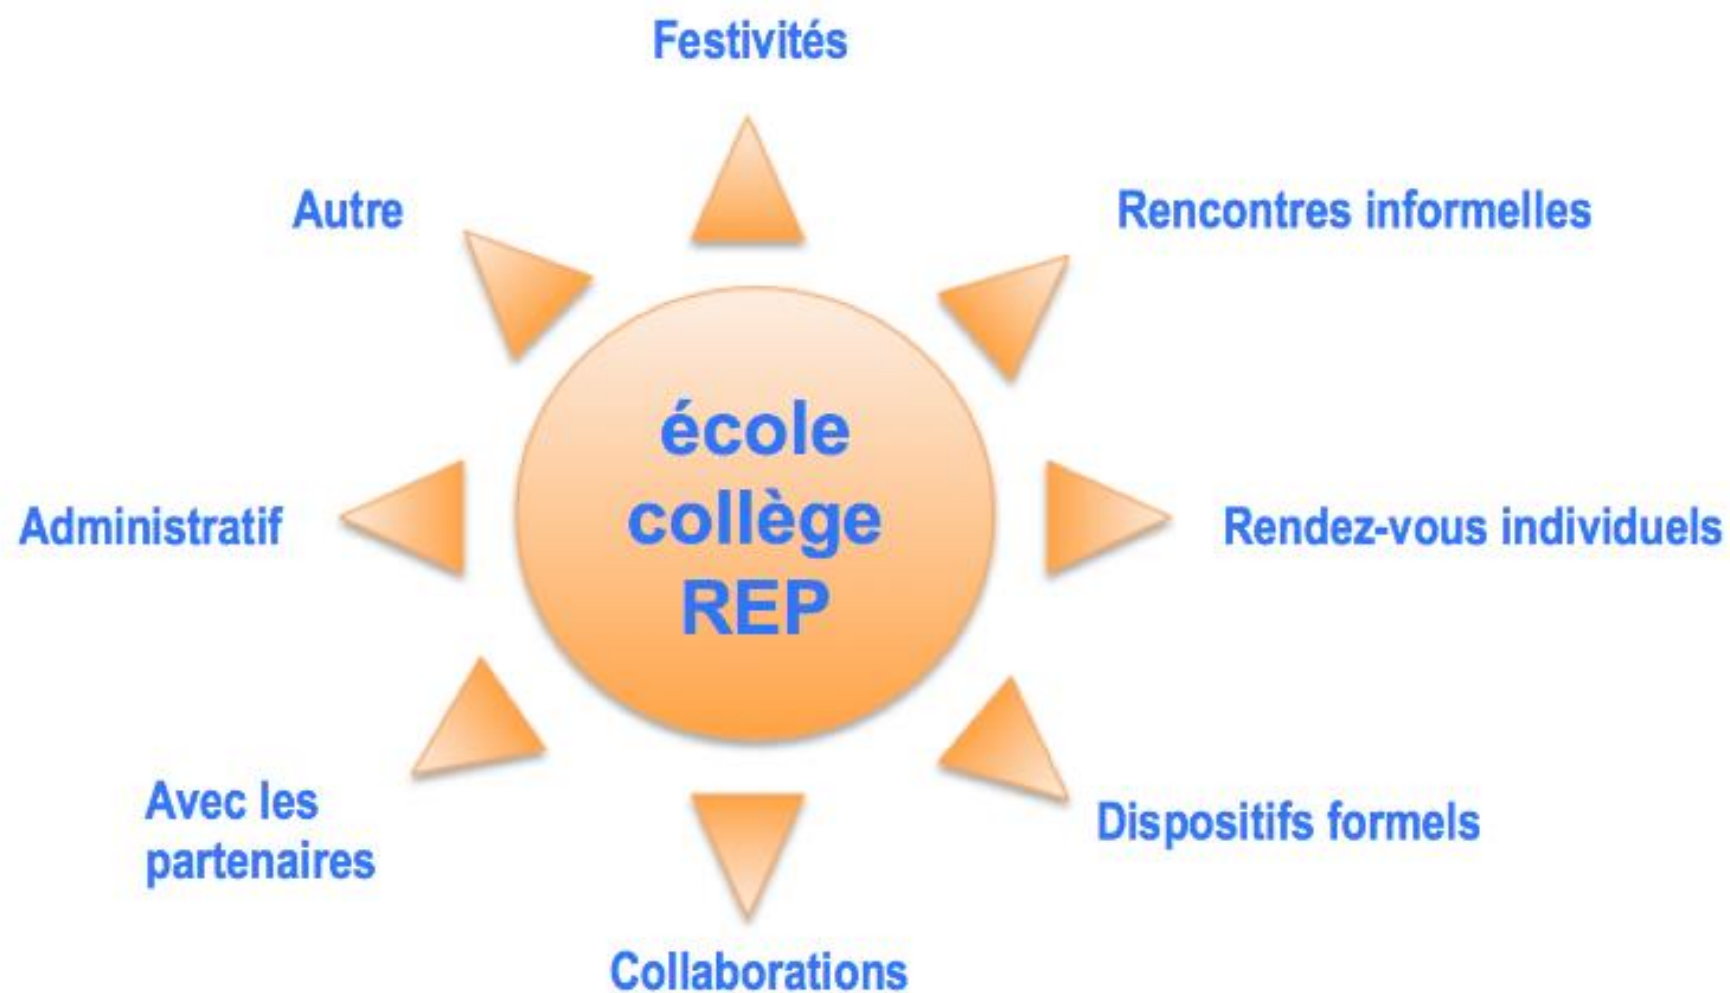 Festivités
Autre
Rencontres informelles
école
collège
REP
Administratif
Rendez-vous individuels
Avec les
partenaires
Dispositifs formels
Collaborations